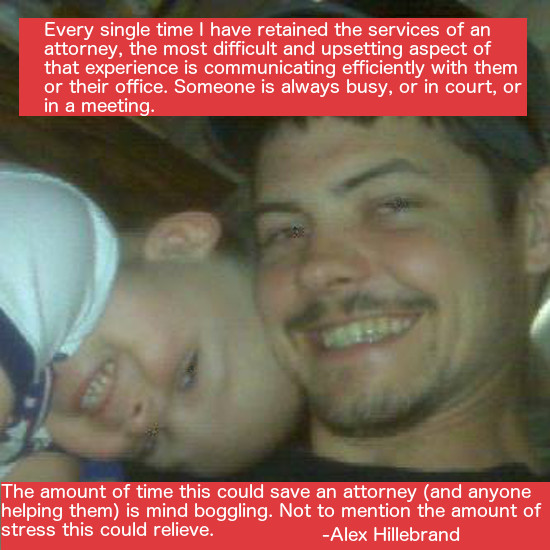 Every single time I have retained the services of an
attorney, the most difficult and upsetting aspect of
that experience is communicating efficiently with them
or their office. Someone is always busy, or in court, or
in a meeting.
The amount of time this could save an attorney (and anyone
helping them) is mind boggling. Not to mention the amount of
stress this could relieve.
-Alex Hillebrand